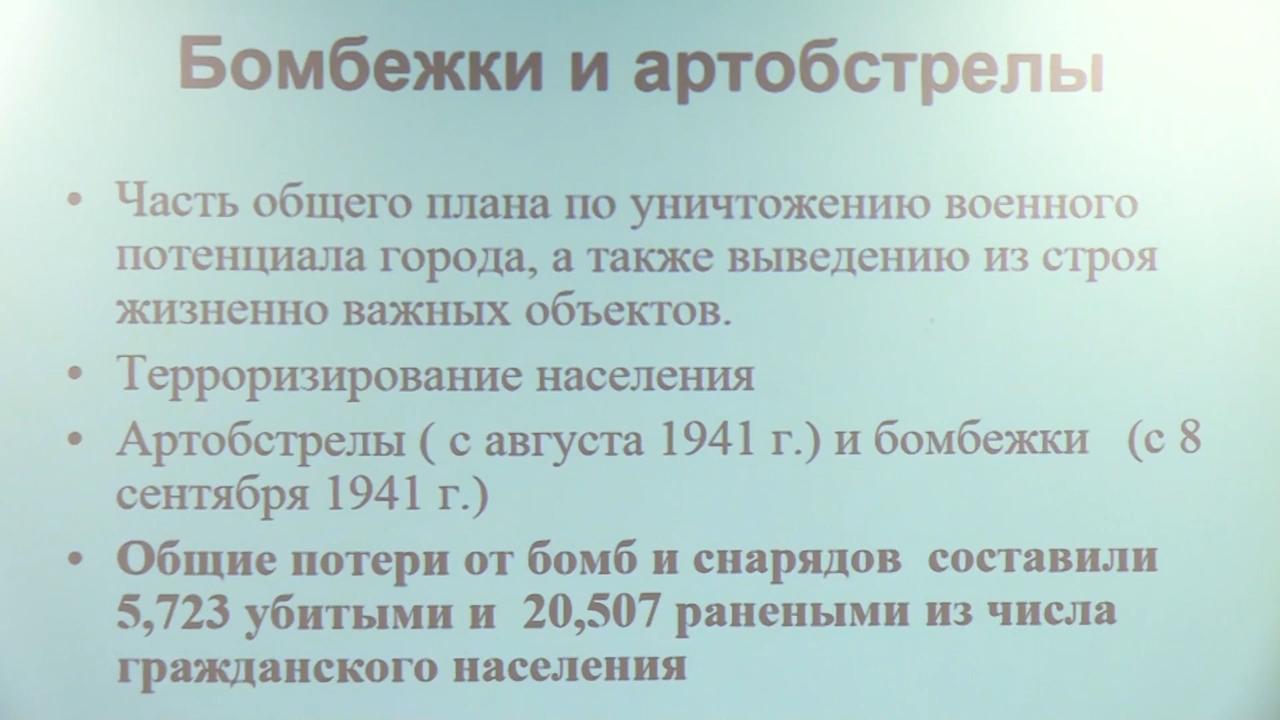 Бомбежки и артобстрелы
• Часть общего плана по уничтожению военного
потенциала города, а также выведению из строя
жизненно важных объектов.
• Терроризирование населения
• Артобстрелы ( с августа 1941 г.) и бомбежки (с 8
сентября 1941 г.)
• Общие потери от бомб и снарядов составили
5,723 убитыми и 20,507 ранеными из числа
гражданского населения